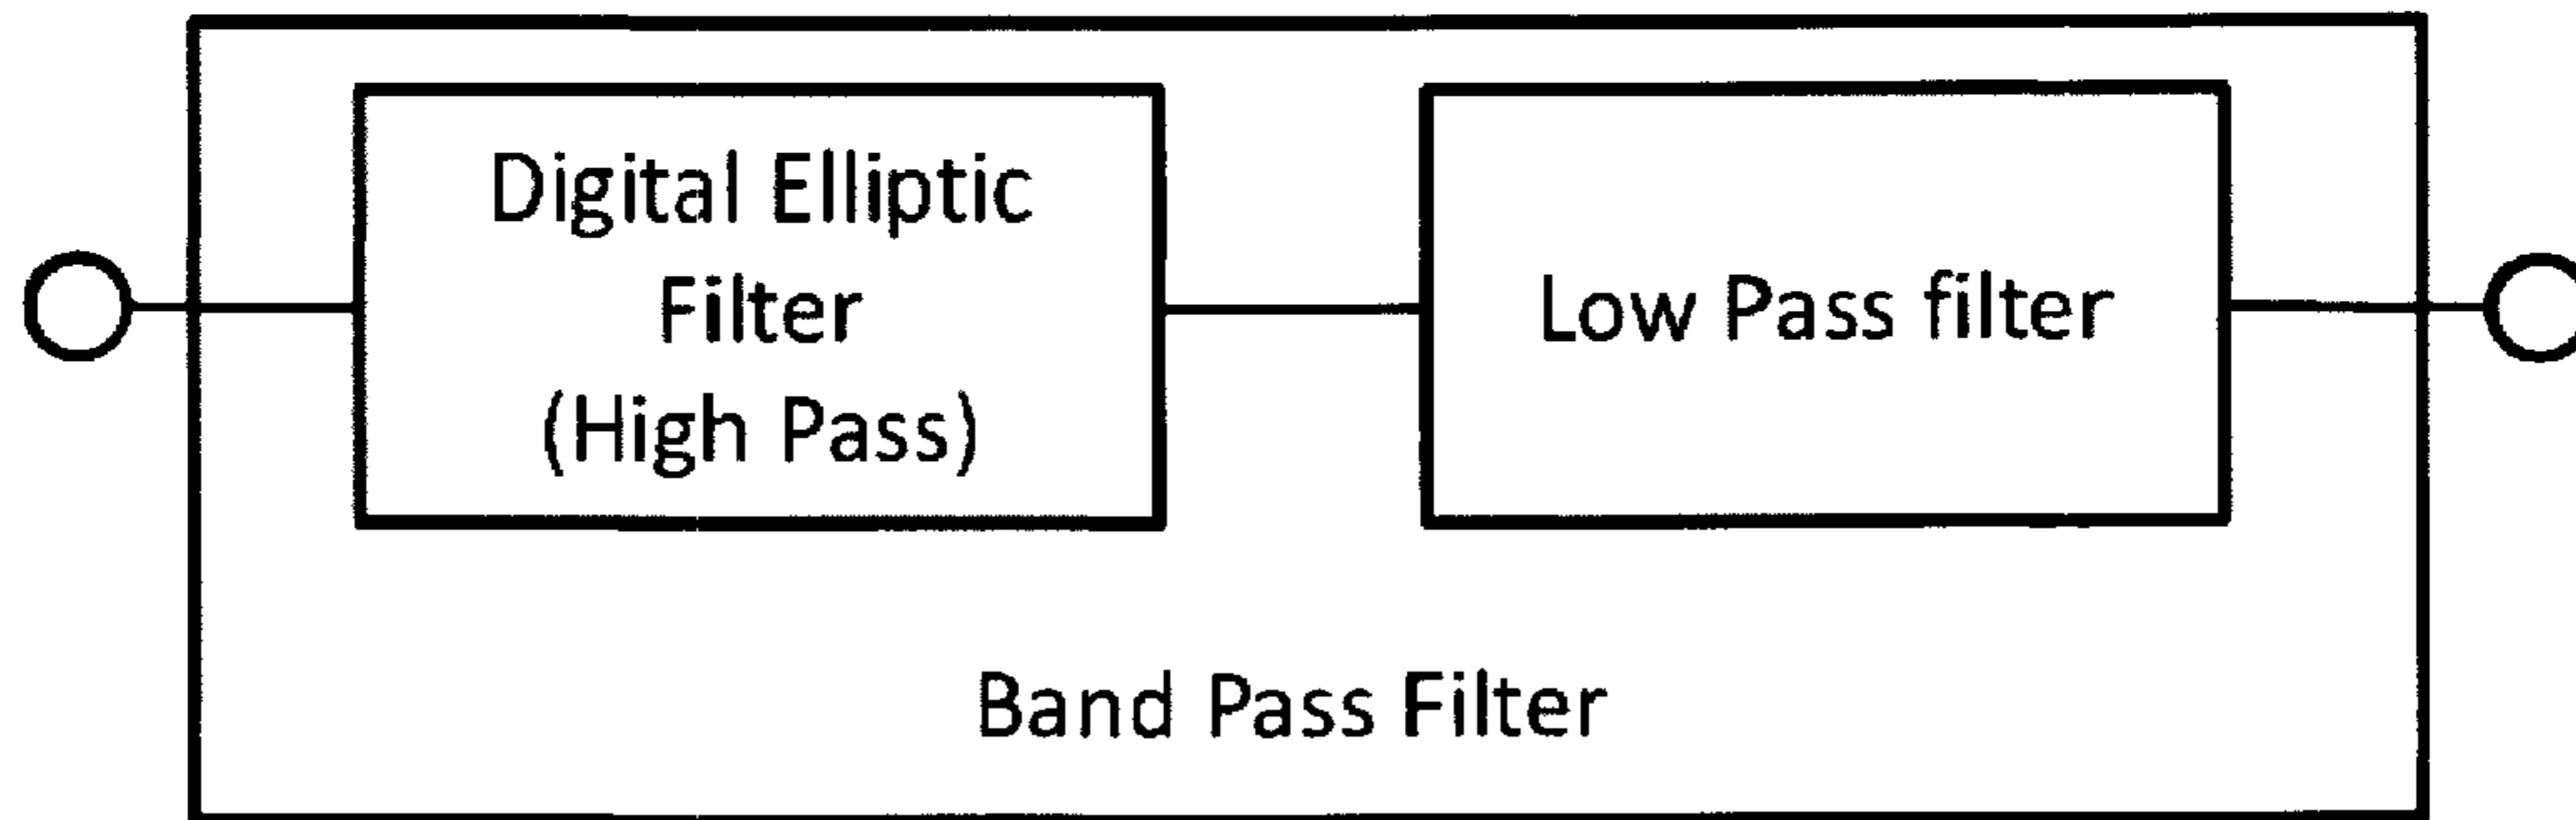 Digital Elliptic
Filter
(High Pass)
Low Pass filter
Band Pass Filter